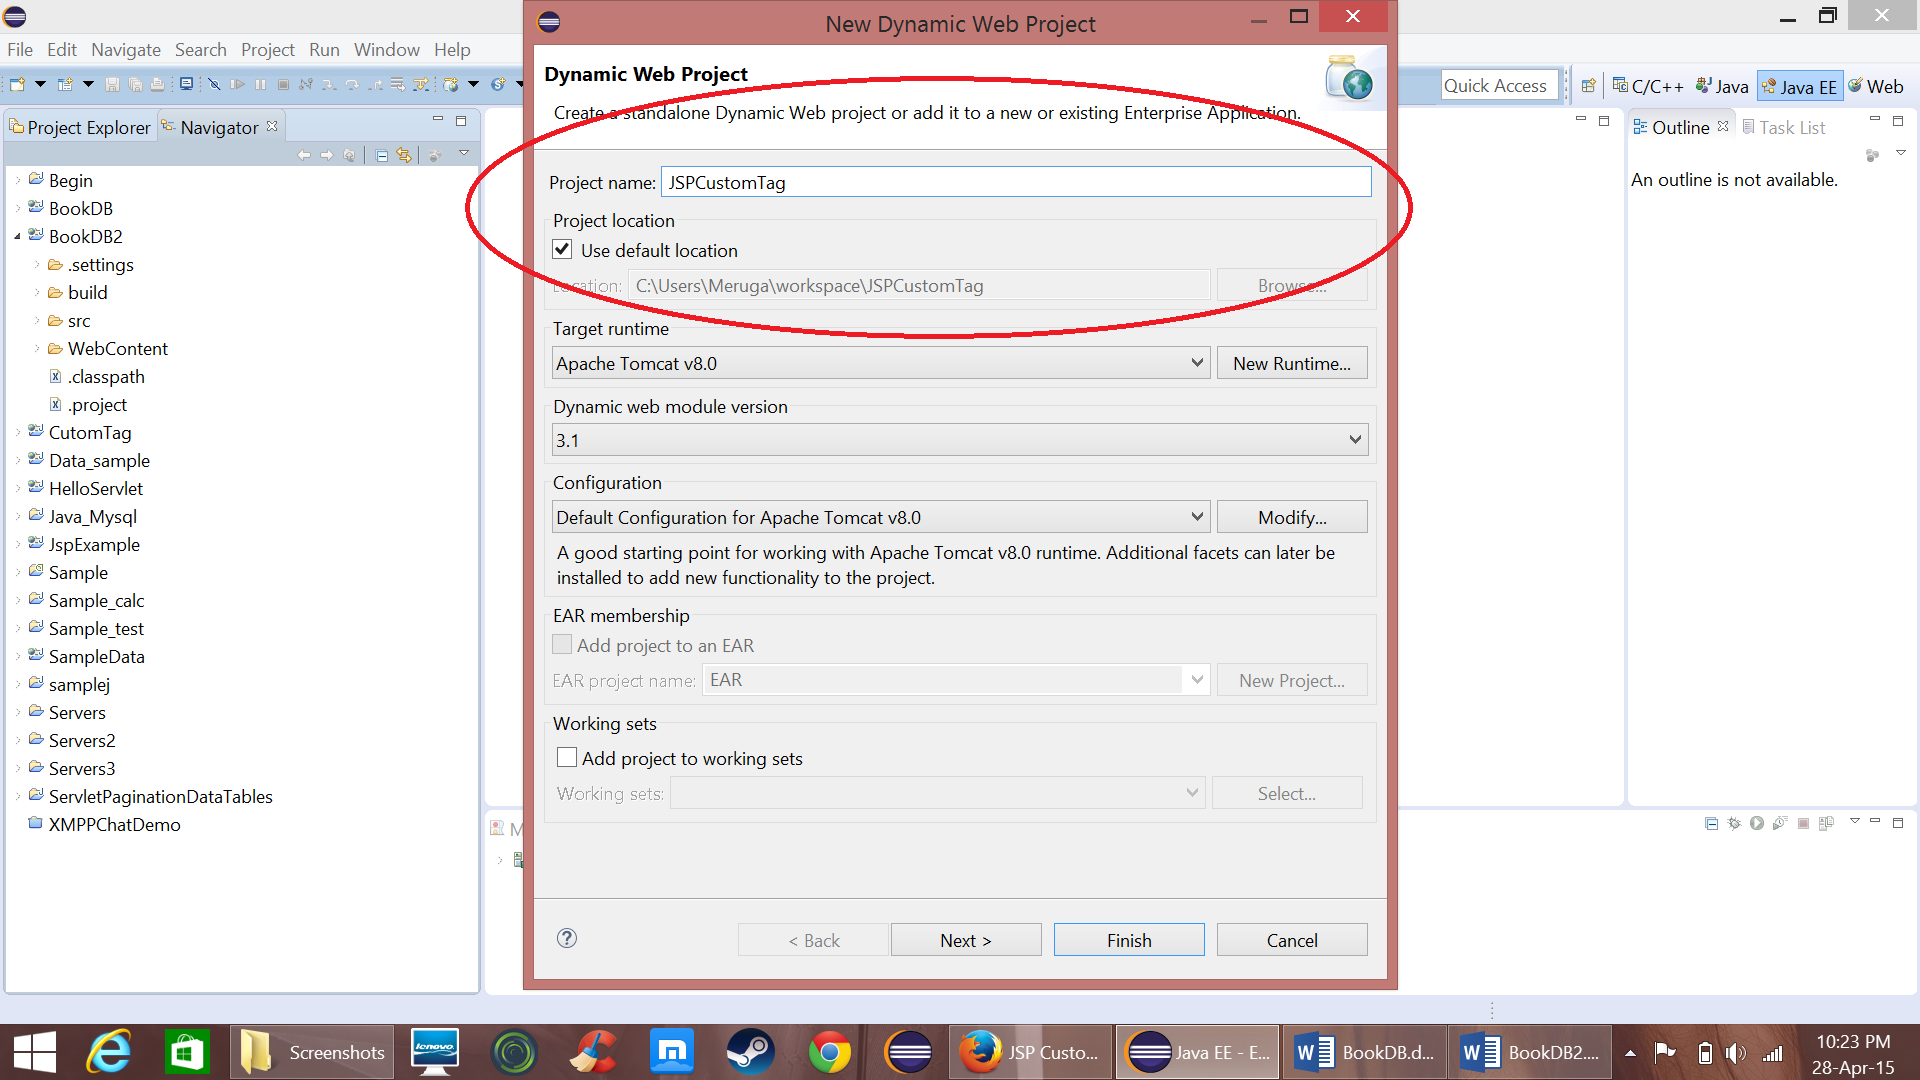 New Dynamic Web Project
File Edit Navigate Search Project Run Window Help
Quick Access
C/C++
Java
Java EE
Web
Project Explorer
Navigator
Begin
BookDB
BookDB2
.settings
build
src
WebContent
.classpath
.project
CutomTag
Data_sample
HelloServlet
Java_Mysql
JspExample
Sample
Sample_calc
Sample_test
SampleData
samplej
Servers
Servers2
Servers3
ServletPaginationDataTables
XMPPChatDemo
Dynamic Web Project
Create a standalone Dynamic Web project or add it to a new or existing Enterprise Application.
Project name: JSPCustomTag
Project location
Use default location
Location: C:\Users\Meruga\workspace\JSPCustomTag Browse...
Target runtime
Apache Tomcat v8.0 New Runtime...
Dynamic web module version
3.1
Configuration
Default Configuration for Apache Tomcat v8.0 Modify...
A good starting point for working with Apache Tomcat v8.0 runtime. Additional facets can later be
installed to add new functionality to the project.
EAR membership
Add project to an EAR
EAR project name: EAR New Project...
Working sets
Add project to working sets
Working sets: Select...
< Back Next > Finish Cancel
Outline
Task List
An outline is not available.
M
Screenshots
lenovo
JSP Custo...
Java EE - E...
BookDB.d...
BookDB2....
10:23 PM
28-Apr-15